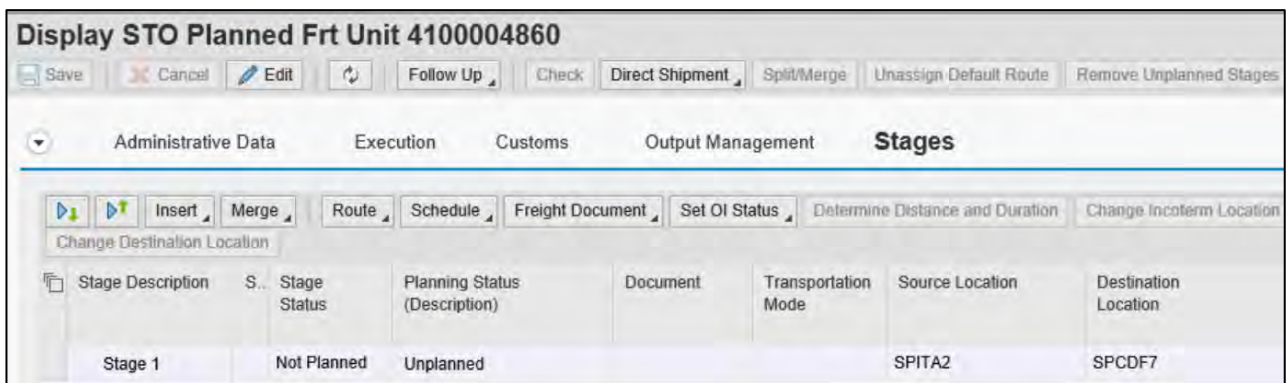 Display STO Planned Frt Unit 4100004860
Save Cancel Edit Follow Up Check Direct Shipment Split/Merge Unassign Default Route Remove Unplanned Stages
Administrative Data Execution Customs Output Management Stages
Insert Merge Route Schedule Freight Document Set OI Status Determine Distance and Duration Change Incoterm Location
Change Destination Location
Stage Description S.. Stage Planning Status Document Transportation Source Location Destination
Status (Description) Mode Location
Stage 1 Not Planned Unplanned SPITA2 SPCDF7